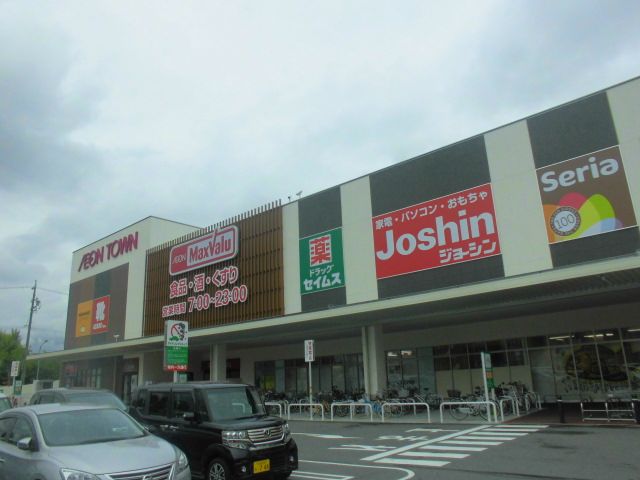 ÆON TOWN
ÆON MaxValu
食品・酒・くすり
営業時間 7:00~23:00
薬
ドラッグ
セイムス
家電・パソコン・おもちゃ
Joshin
ジョーシン
Seria
100